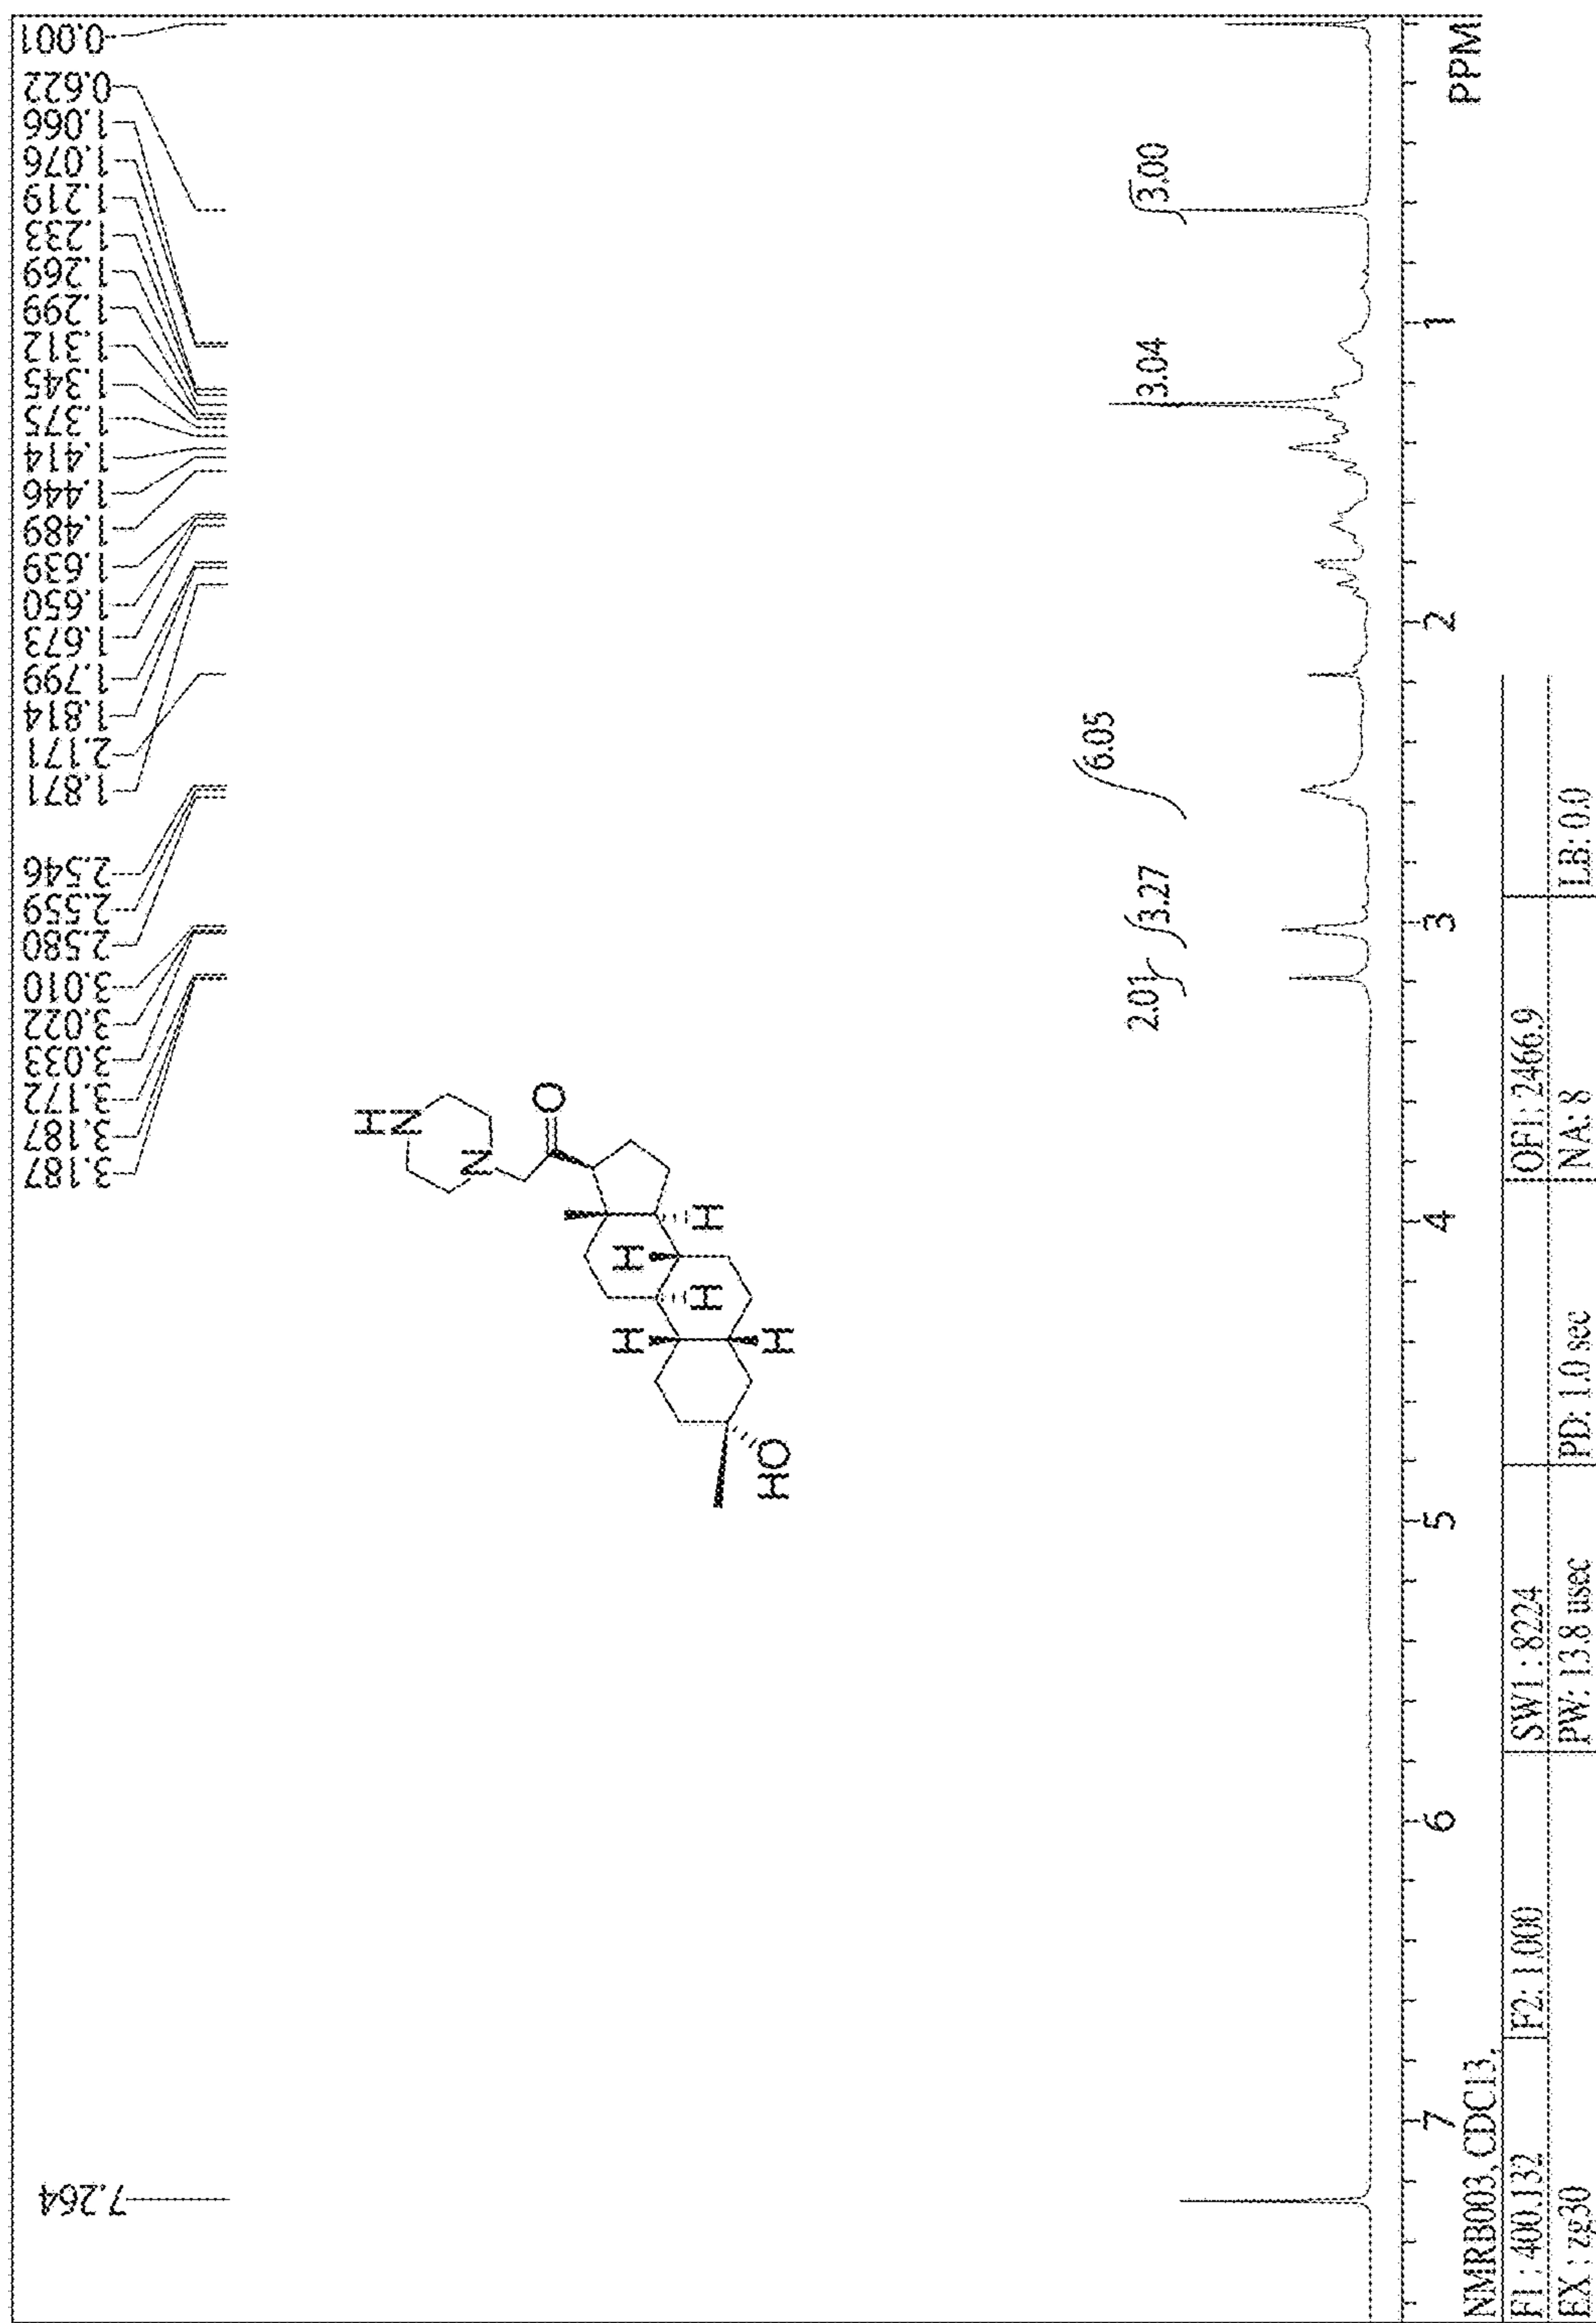 7.264
3.187
3.187
3.172
3.033
3.022
3.010
2.580
2.559
2.546
1.871
2.171
1.814
1.799
1.673
1.650
1.639
1.489
1.446
1.414
1.375
1.345
1.312
1.299
1.269
1.233
1.219
1.076
1.066
0.622
0.001
H
N
N
O
H
H
H
H
H
HO
2.01
3.27
6.05
3.04
3.00
7
6
5
4
3
2
1
PPM
NMRB003, CDCl3,
F1 : 400.132
F2: 1.000
SW1 : 8224
OF1: 2466.9
EX : zg30
PW: 13.8 usec
PD: 1.0 sec
NA: 8
LB: 0.0